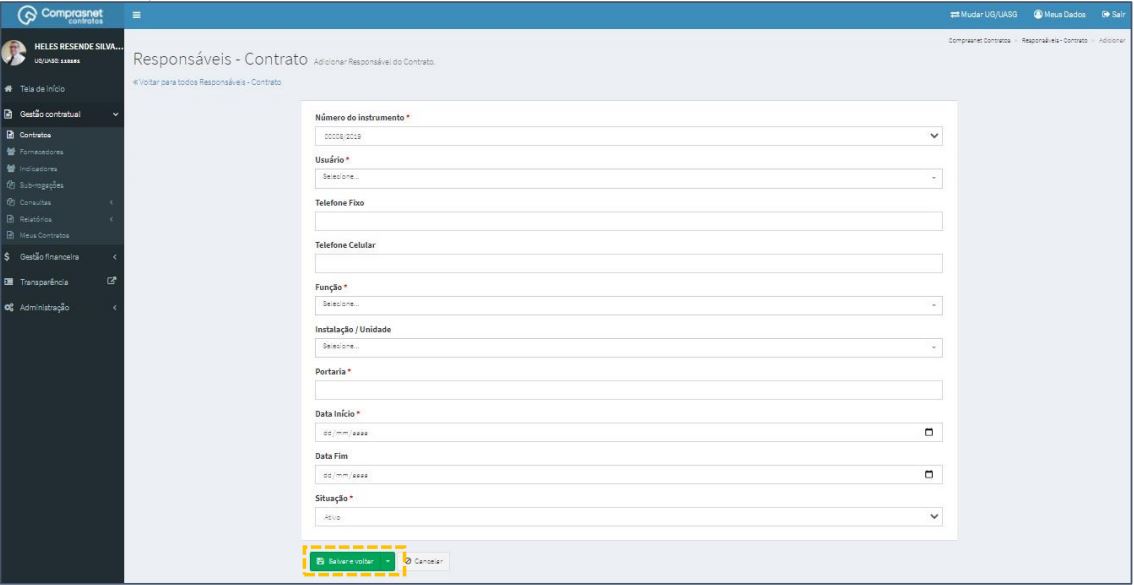 Comprasnet
contratos
Mudar UG/UASG
Meus Dados
Sair
HELES RESENDE SILVA...
UG/UASG:
Comprasnet Contratos > Responsáveis - Contrato > Adicionar
Responsáveis - Contrato Adicionar Responsável do Contrato.
«Voltar para todos Responsáveis - Contrato
Tela de Início
Gestão contratual
Contratos
Fornecedores
Indicadores
Sub-rogações
Consultas
Relatórios
Meus Contratos
Gestão financeira
Transparência
Administração
Número do instrumento *
00008/2019
Usuário *
Selecione...
Telefone Fixo
Telefone Celular
Função *
Selecione...
Instalação / Unidade
Selecione...
Portaria *
Data Início *
dd/mm/aaaa
Data Fim
dd/mm/aaaa
Situação *
Ativo
Salvar e voltar
Cancelar